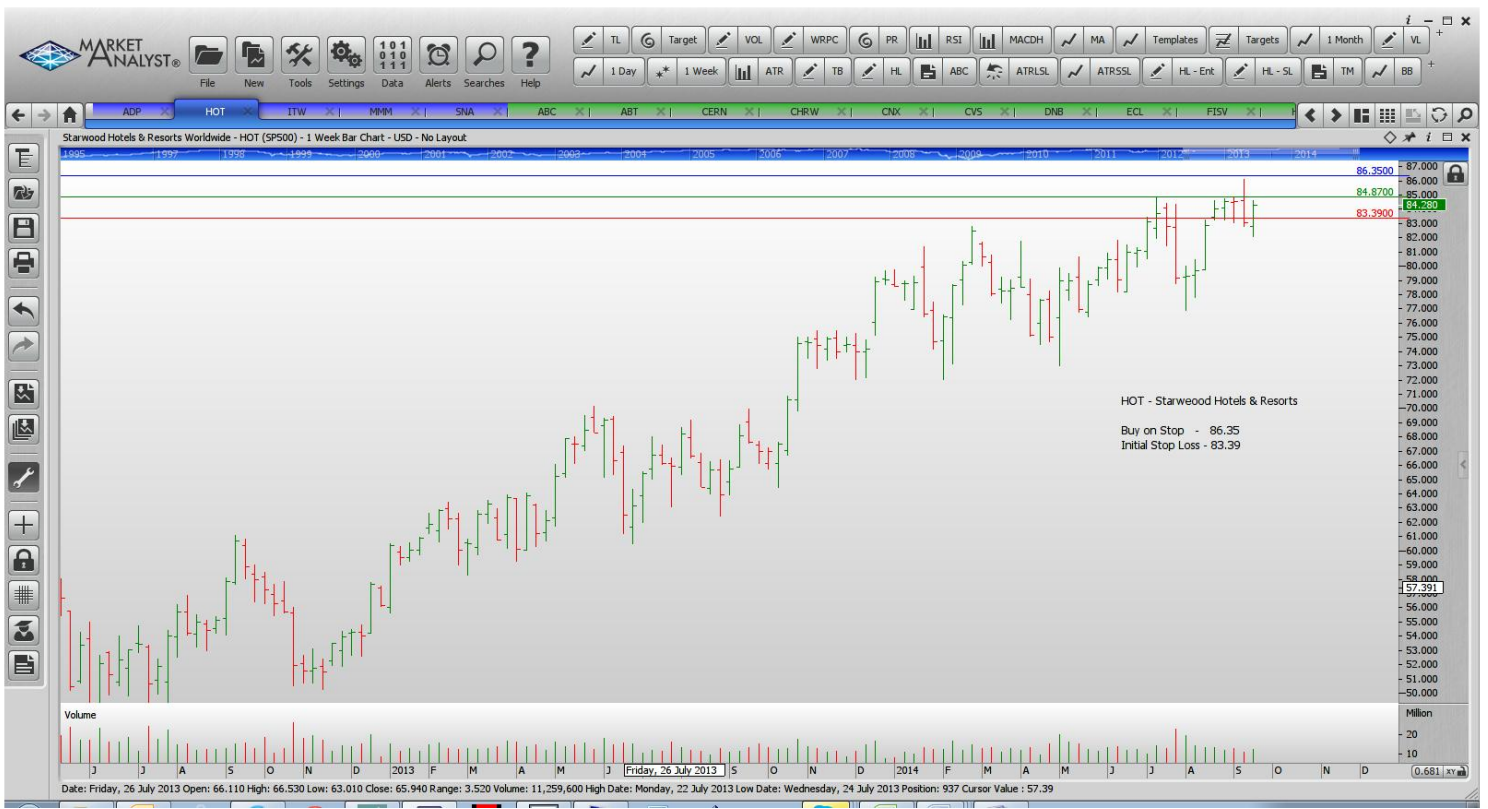 i
MARKET
ANALYST®
File
New
Tools
Settings
Data
Alerts
Searches
Help
TL
Target
VOL
WRPC
PR
RSI
MACDH
MA
Templates
Targets
1 Month
VL
1 Day
1 Week
ATR
TB
HL
ABC
ATRLSL
ATRSSL
HL - Ent
HL - SL
TM
BB
ADP
HOT
ITW
MMM
SNA
ABC
ABT
CERN
CHRW
CNX
CVS
DNB
ECL
FISV
Starwood Hotels & Resorts Worldwide - HOT (SP500) - 1 Week Bar Chart - USD - No Layout
1995 1997 1998 1999 2000 2001 2002 2003 2004 2005 2006 2007 2008 2009 2010 2011 2012 2013 2014
86.3500
84.8700
83.3900
87.000
86.000
85.000
84.280
83.000
82.000
81.000
80.000
79.000
78.000
77.000
76.000
75.000
74.000
73.000
72.000
71.000
70.000
69.000
68.000
67.000
66.000
65.000
64.000
63.000
62.000
61.000
60.000
59.000
58.000
57.391
56.000
55.000
54.000
53.000
52.000
51.000
50.000
HOT - Starweood Hotels & Resorts
Buy on Stop - 86.35
Initial Stop Loss - 83.39
Volume
Million
20
10
J J A S O N D 2013 F M A M J Friday, 26 July 2013 S O N D 2014 F M A M J J A S O N D
0.681 XY
Date: Friday, 26 July 2013 Open: 66.110 High: 66.530 Low: 63.010 Close: 65.940 Range: 3.520 Volume: 11,259,600 High Date: Monday, 22 July 2013 Low Date: Wednesday, 24 July 2013 Position: 937 Cursor Value : 57.39